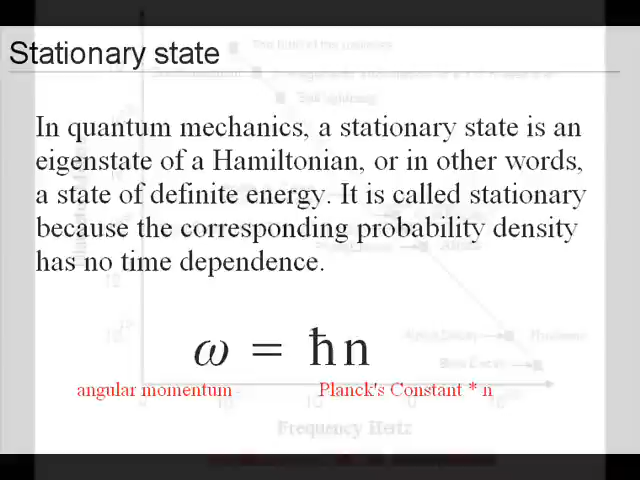 Stationary state
In quantum mechanics, a stationary state is an
eigenstate of a Hamiltonian, or in other words,
a state of definite energy. It is called stationary
because the corresponding probability density
has no time dependence.
ω = ħn
angular momentum Planck's Constant * n
Frequency Hertz